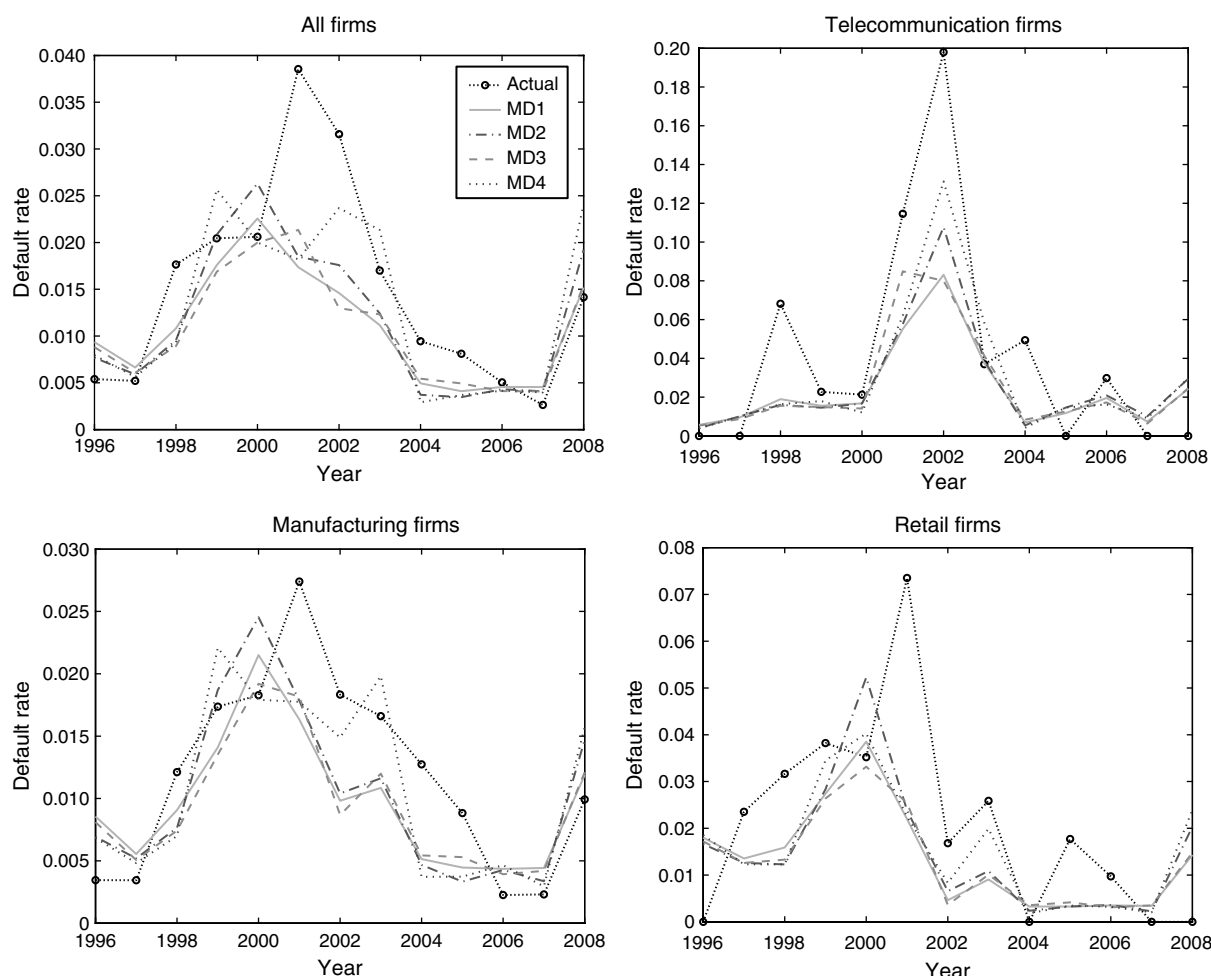 All firms
0.040
0.035
0.030
0.025
0.020
0.015
0.010
0.005
0
Default rate
1996 1998 2000 2002 2004 2006 2008
Year
Actual
MD1
MD2
MD3
MD4
Telecommunication firms
0.20
0.18
0.16
0.14
0.12
0.10
0.08
0.06
0.04
0.02
0
Default rate
1996 1998 2000 2002 2004 2006 2008
Year
Manufacturing firms
0.030
0.025
0.020
0.015
0.010
0.005
0
Default rate
1996 1998 2000 2002 2004 2006 2008
Year
Retail firms
0.08
0.07
0.06
0.05
0.04
0.03
0.02
0.01
0
Default rate
1996 1998 2000 2002 2004 2006 2008
Year